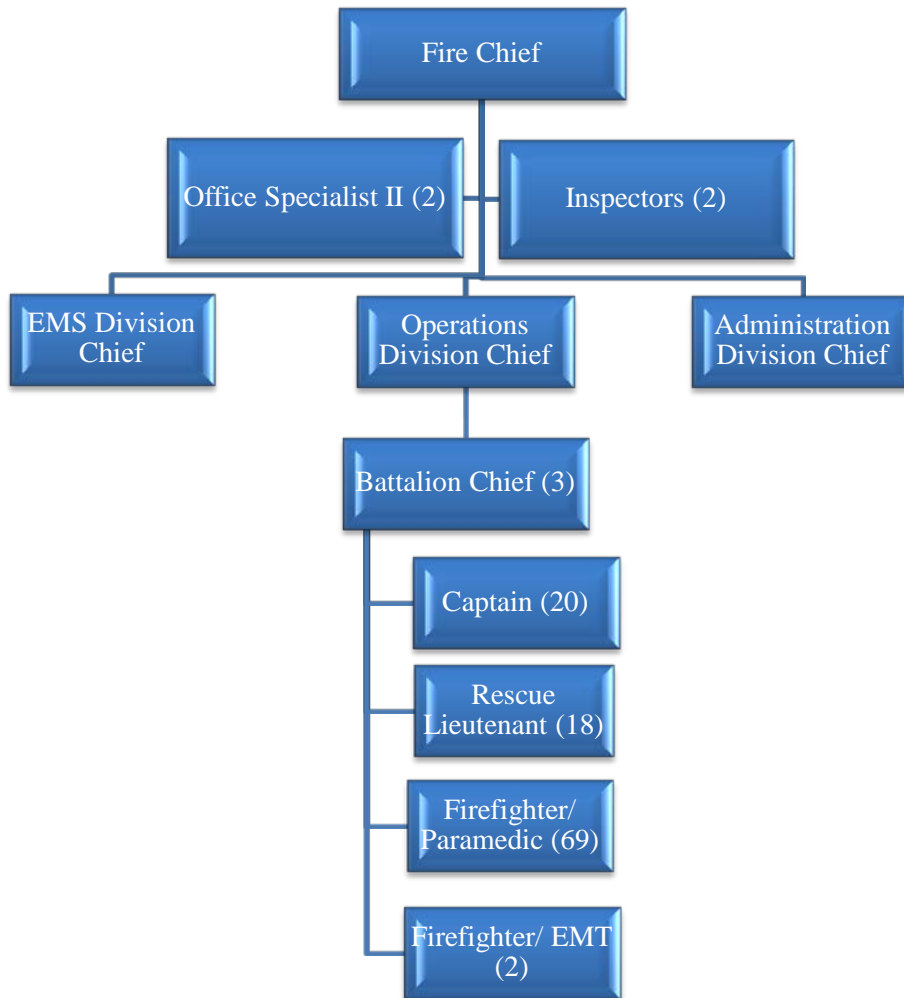 Fire Chief
Office Specialist II (2)
Inspectors (2)
EMS Division
Chief
Operations
Division Chief
Administration
Division Chief
Battalion Chief (3)
Captain (20)
Rescue
Lieutenant (18)
Firefighter/
Paramedic (69)
Firefighter/ EMT
(2)